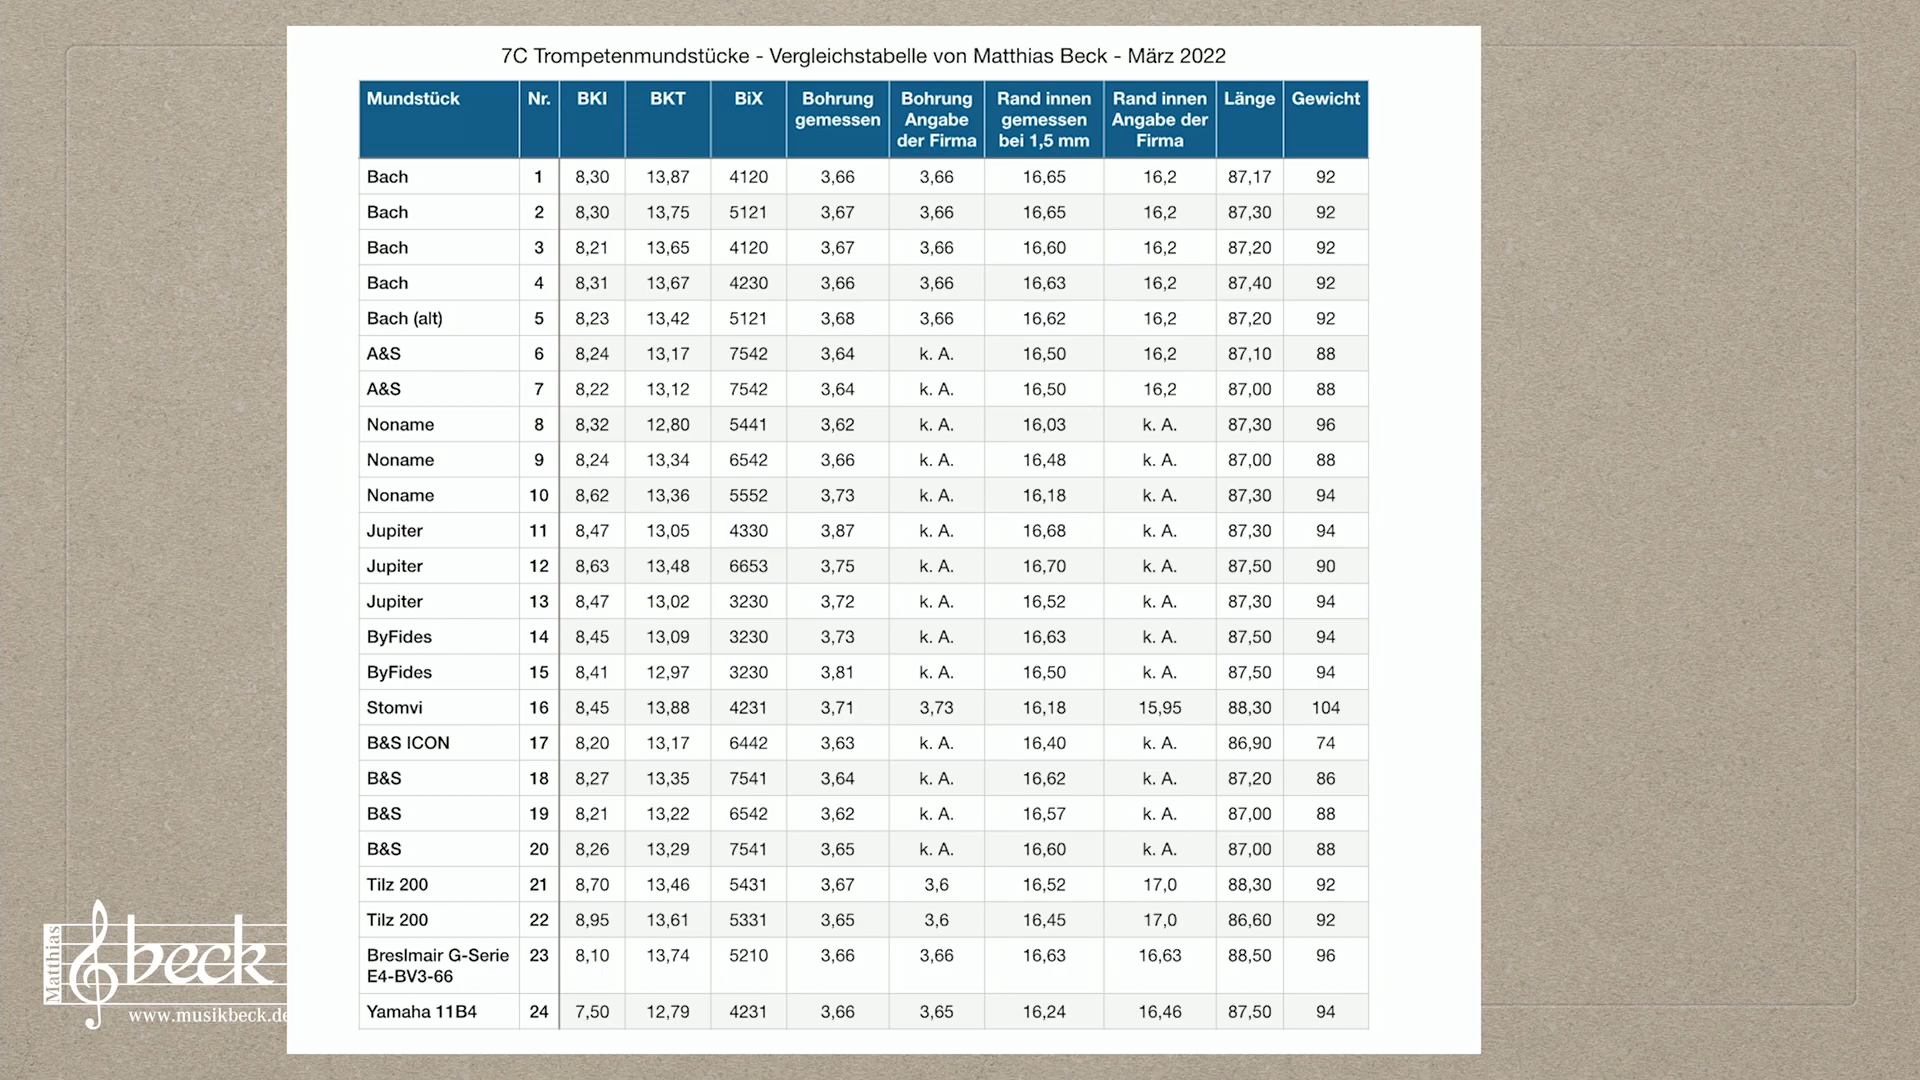 7C Trompetenmundstücke - Vergleichstabelle von Matthias Beck - März 2022
Mundstück Nr. BKI BKT BiX Bohrung gemessen Bohrung Angabe der Firma Rand innen gemessen bei 1,5 mm Rand innen Angabe der Firma Länge Gewicht
Bach 1 8,30 13,87 4120 3,66 3,66 16,65 16,2 87,17 92
Bach 2 8,30 13,75 5121 3,67 3,66 16,65 16,2 87,30 92
Bach 3 8,21 13,65 4120 3,67 3,66 16,60 16,2 87,20 92
Bach 4 8,31 13,67 4230 3,66 3,66 16,63 16,2 87,40 92
Bach (alt) 5 8,23 13,42 5121 3,68 3,66 16,62 16,2 87,20 92
A&S 6 8,24 13,17 7542 3,64 k. A. 16,50 16,2 87,10 88
A&S 7 8,22 13,12 7542 3,64 k. A. 16,50 16,2 87,00 88
Noname 8 8,32 12,80 5441 3,62 k. A. 16,03 k. A. 87,30 96
Noname 9 8,24 13,34 6542 3,66 k. A. 16,48 k. A. 87,00 88
Noname 10 8,62 13,36 5552 3,73 k. A. 16,18 k. A. 87,30 94
Jupiter 11 8,47 13,05 4330 3,87 k. A. 16,68 k. A. 87,30 94
Jupiter 12 8,63 13,48 6653 3,75 k. A. 16,70 k. A. 87,50 90
Jupiter 13 8,47 13,02 3230 3,72 k. A. 16,52 k. A. 87,30 94
ByFides 14 8,45 13,09 3230 3,73 k. A. 16,63 k. A. 87,50 94
ByFides 15 8,41 12,97 3230 3,81 k. A. 16,50 k. A. 87,50 94
Stomvi 16 8,45 13,88 4231 3,71 3,73 16,18 15,95 88,30 104
B&S ICON 17 8,20 13,17 6442 3,63 k. A. 16,40 k. A. 86,90 74
B&S 18 8,27 13,35 7541 3,64 k. A. 16,62 k. A. 87,20 86
B&S 19 8,21 13,22 6542 3,62 k. A. 16,57 k. A. 87,00 88
B&S 20 8,26 13,29 7541 3,65 k. A. 16,60 k. A. 87,00 88
Tilz 200 21 8,70 13,46 5431 3,67 3,6 16,52 17,0 88,30 92
Tilz 200 22 8,95 13,61 5331 3,65 3,6 16,45 17,0 86,60 92
Breslmair G-Serie E4-BV3-66 23 8,10 13,74 5210 3,66 3,66 16,63 16,63 88,50 96
Yamaha 11B4 24 7,50 12,79 4231 3,66 3,65 16,24 16,46 87,50 94
Matthias beck
www.musikbeck.de